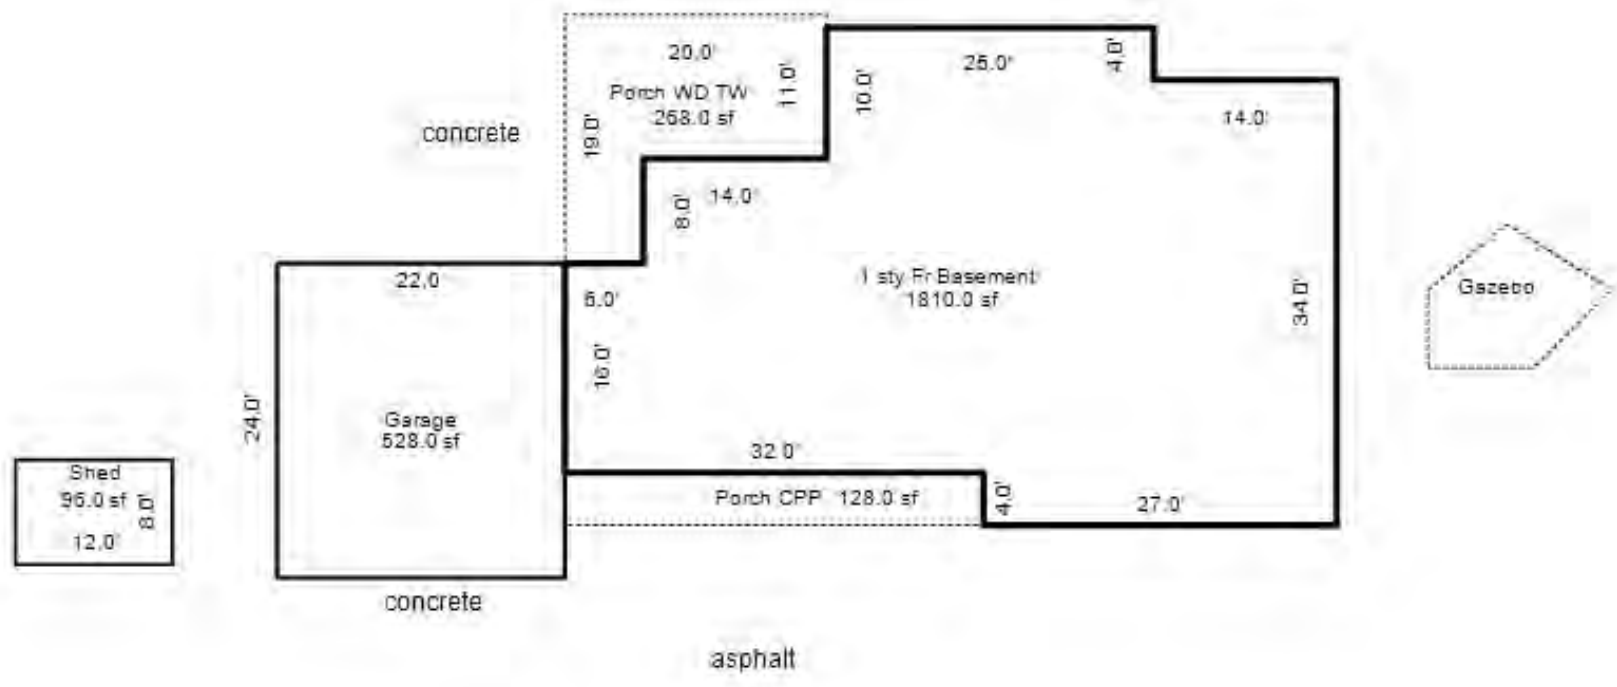 20.0'
Porch WD TW
268.0 sf
11.0'
19.0'
concrete
10.0'
25.0'
4.0'
14.0'
14.0'
8.0'
22.0'
6.0'
16.0'
1 sty Fr Basement
1810.0 sf
34.0'
Gazebo
24.0'
Garage
528.0 sf
32.0'
Shed
96.0 sf
8.0'
12.0'
Porch CPP 128.0 sf
4.0'
27.0'
concrete
asphalt